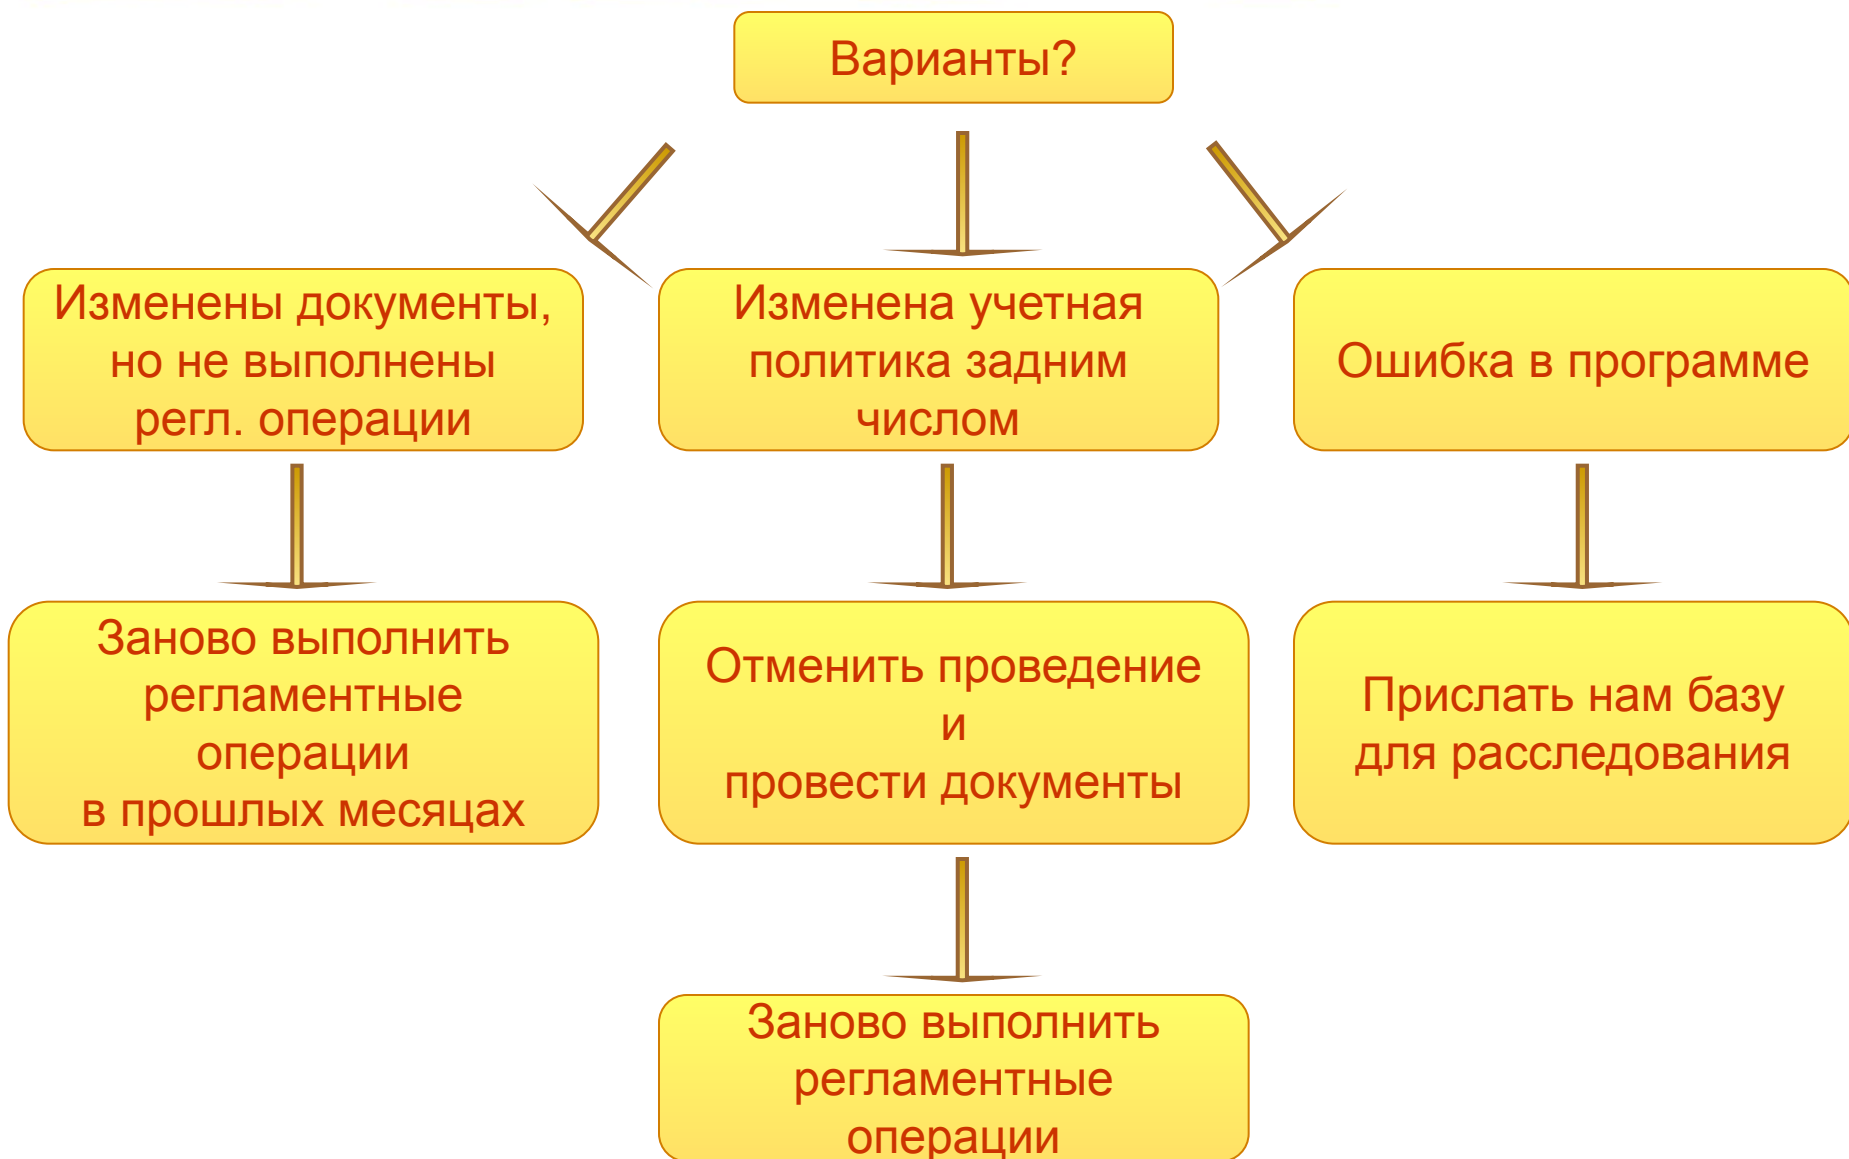 Варианты?
Изменены документы,
но не выполнены
регл. операции
Изменена учетная
политика задним
числом
Ошибка в программе
Заново выполнить
регламентные
операции
в прошлых месяцах
Отменить проведение
и
провести документы
Прислать нам базу
для расследования
Заново выполнить
регламентные
операции